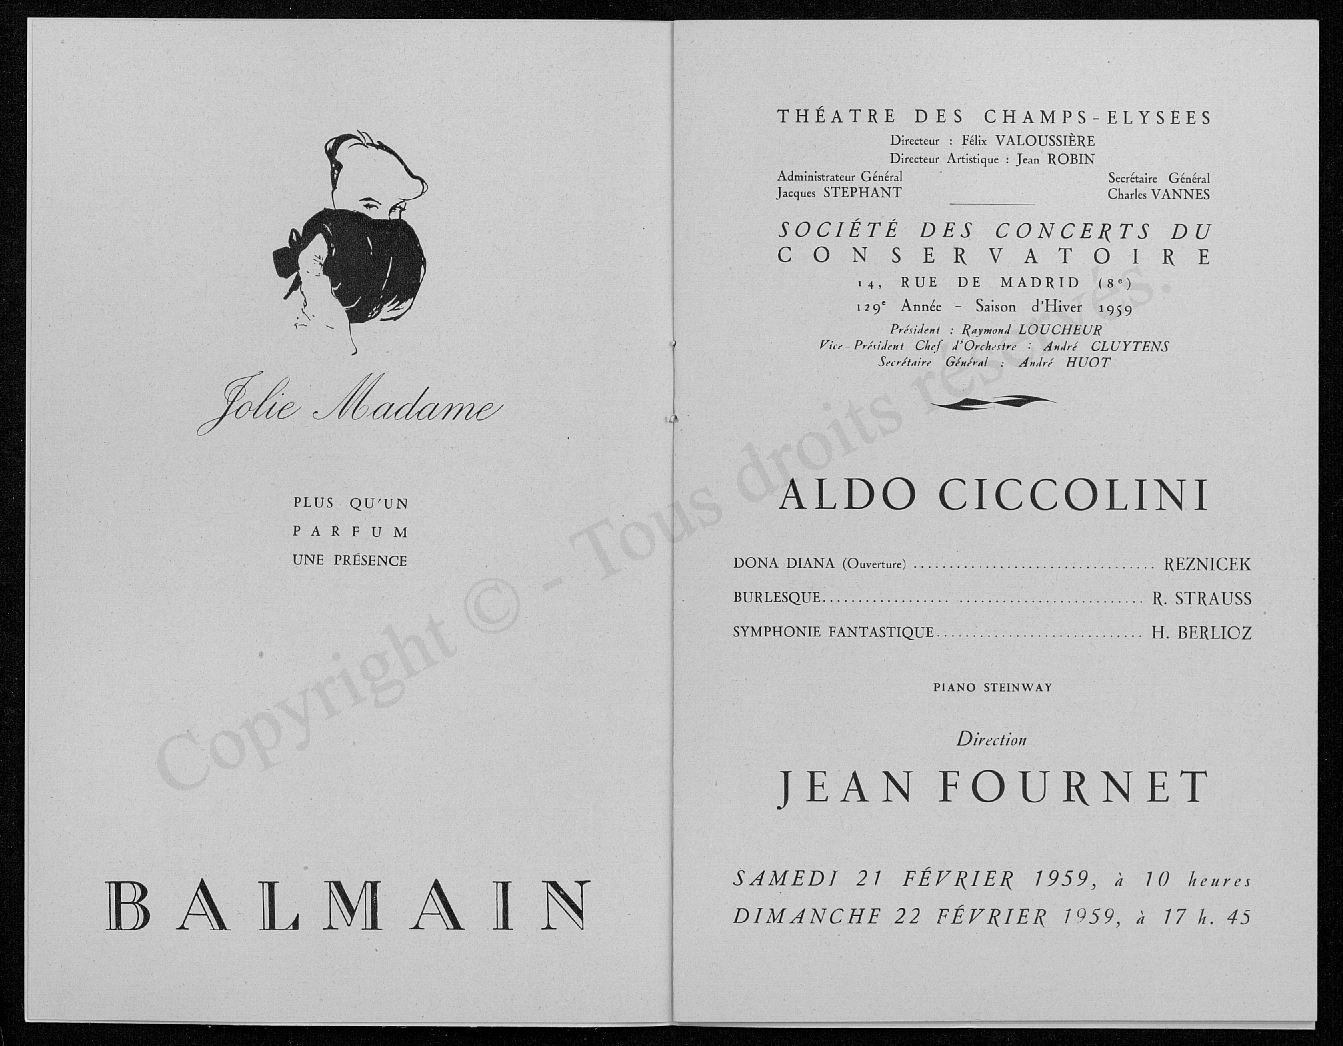 Jolie Madame
PLUS QU'UN
PARFUM
UNE PRÉSENCE
BALMAIN
THÉATRE DES CHAMPS-ELYSÉES
Directeur : Félix VALOUSSIÈRE
Directeur Artistique : Jean ROBIN
Administrateur Général Secrétaire Général
Jacques STEPHANT Charles VANNES
SOCIÉTÉ DES CONCERTS DU
CONSERVATOIRE
14, RUE DE MADRID (8e)
129e Année - Saison d'Hiver 1959
Président : Raymond LOUCHEUR
Vice-Président Chef d'Orchestre : André CLUYTENS
Secrétaire Général : André HUOT
ALDO CICCOLINI
DONA DIANA (Ouverture) .................................. REZNICEK
BURLESQUE............................................ R. STRAUSS
SYMPHONIE FANTASTIQUE............................. H. BERLIOZ
PIANO STEINWAY
Direction
JEAN FOURNET
SAMEDI 21 FÉVRIER 1959, à 10 heures
DIMANCHE 22 FÉVRIER 1959, à 17 h. 45
Copyright © - Tous droits réservés.